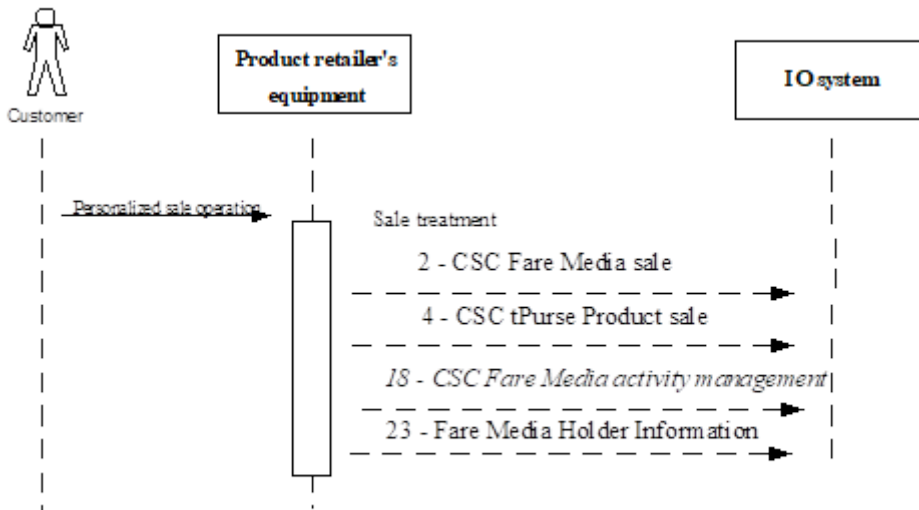 Product retailer's
equipment
IO system
Customer
Personalized sale operation
Sale treatment
2 - CSC Fare Media sale
4 - CSC tPurse Product sale
18 - CSC Fare Media activity management
23 - Fare Media Holder Information